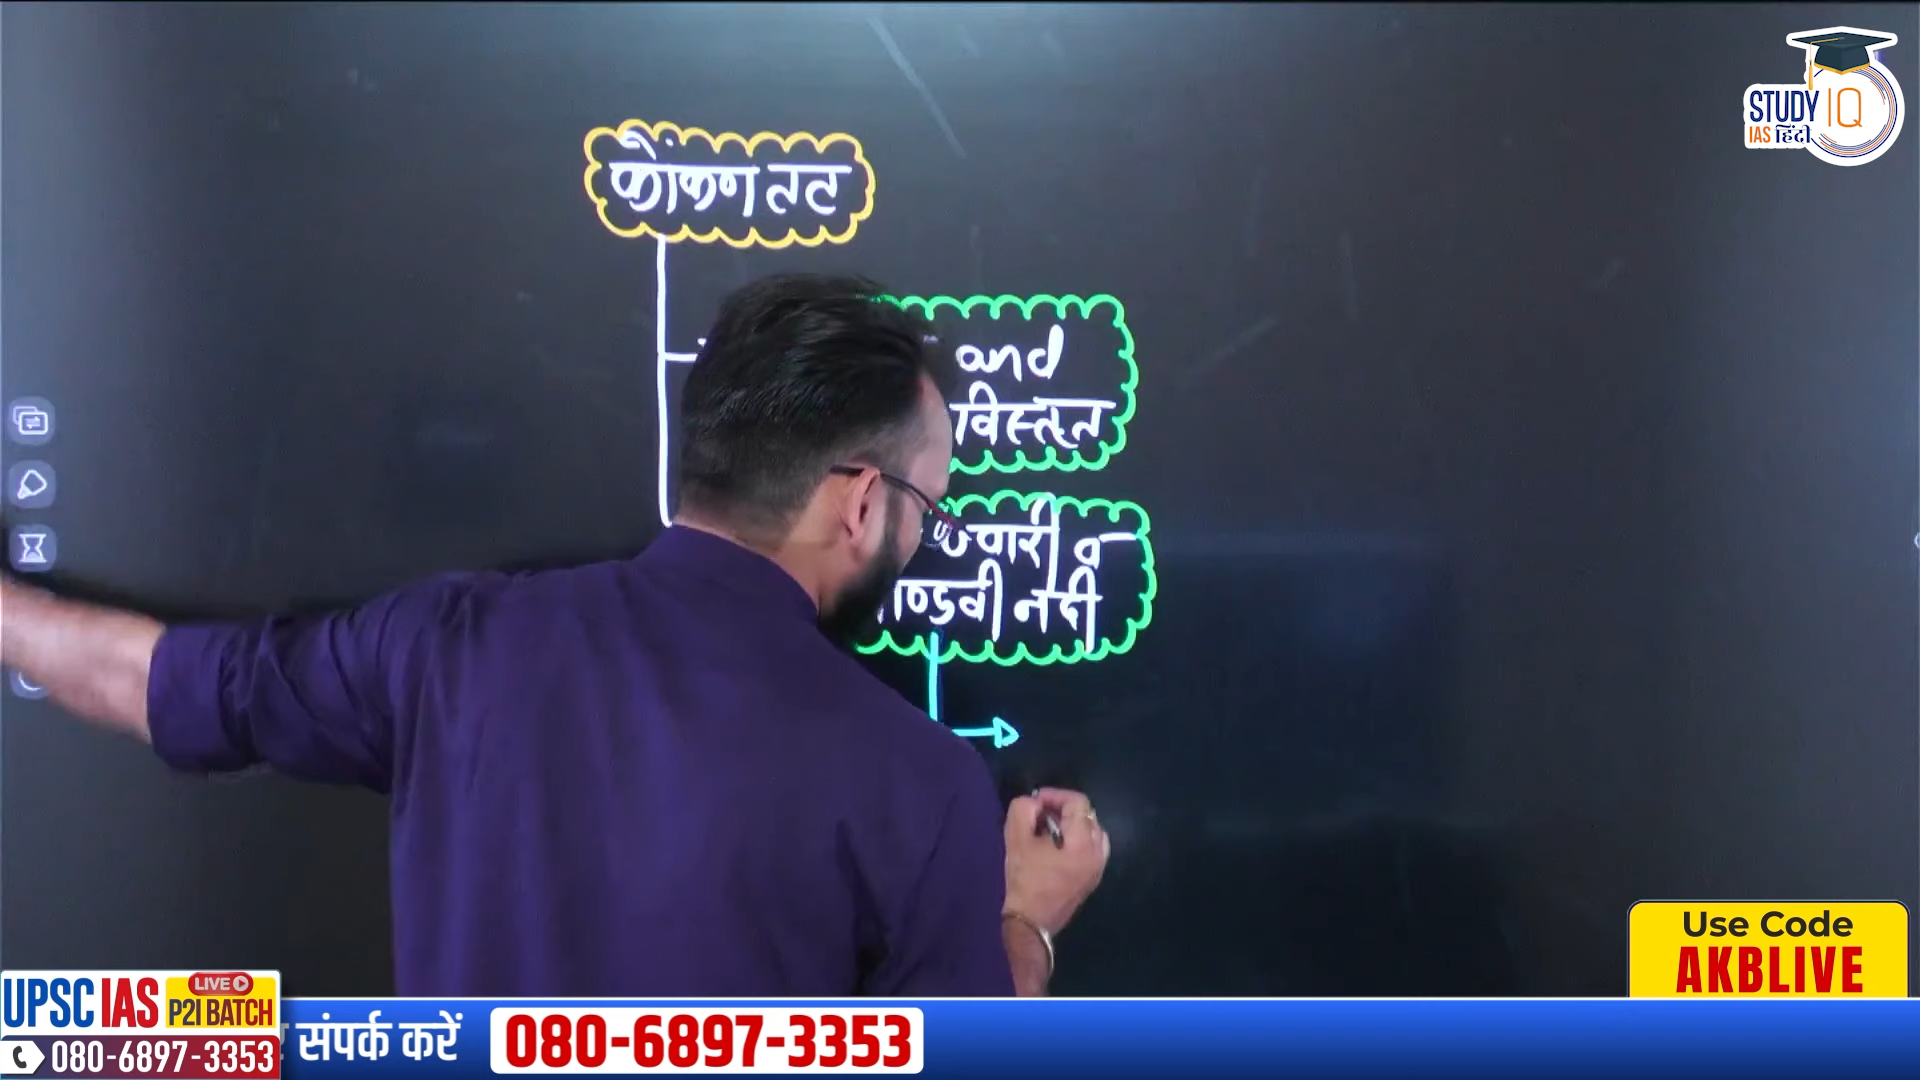 STUDY IQ
IAS हिंदी
कोंकण तट
and
विस्तृत
ज्वारी व
ण्डवी नदी
Use Code
AKBLIVE
LIVE
UPSC IAS P2I BATCH
080-6897-3353
संपर्क करें 080-6897-3353